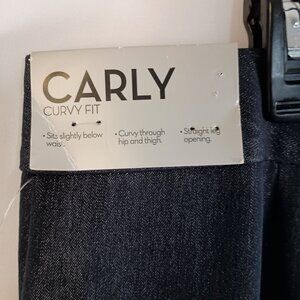 CARLY
CURVY FIT
• Sits slightly below
waist.
• Curvy through
hip and thigh.
• Straight leg
opening.